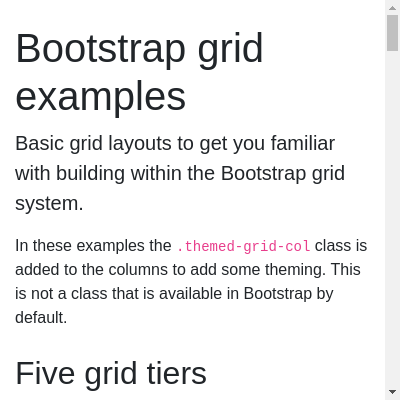 Bootstrap grid
examples
Basic grid layouts to get you familiar
with building within the Bootstrap grid
system.
In these examples the .themed-grid-col class is
added to the columns to add some theming. This
is not a class that is available in Bootstrap by
default.
Five grid tiers